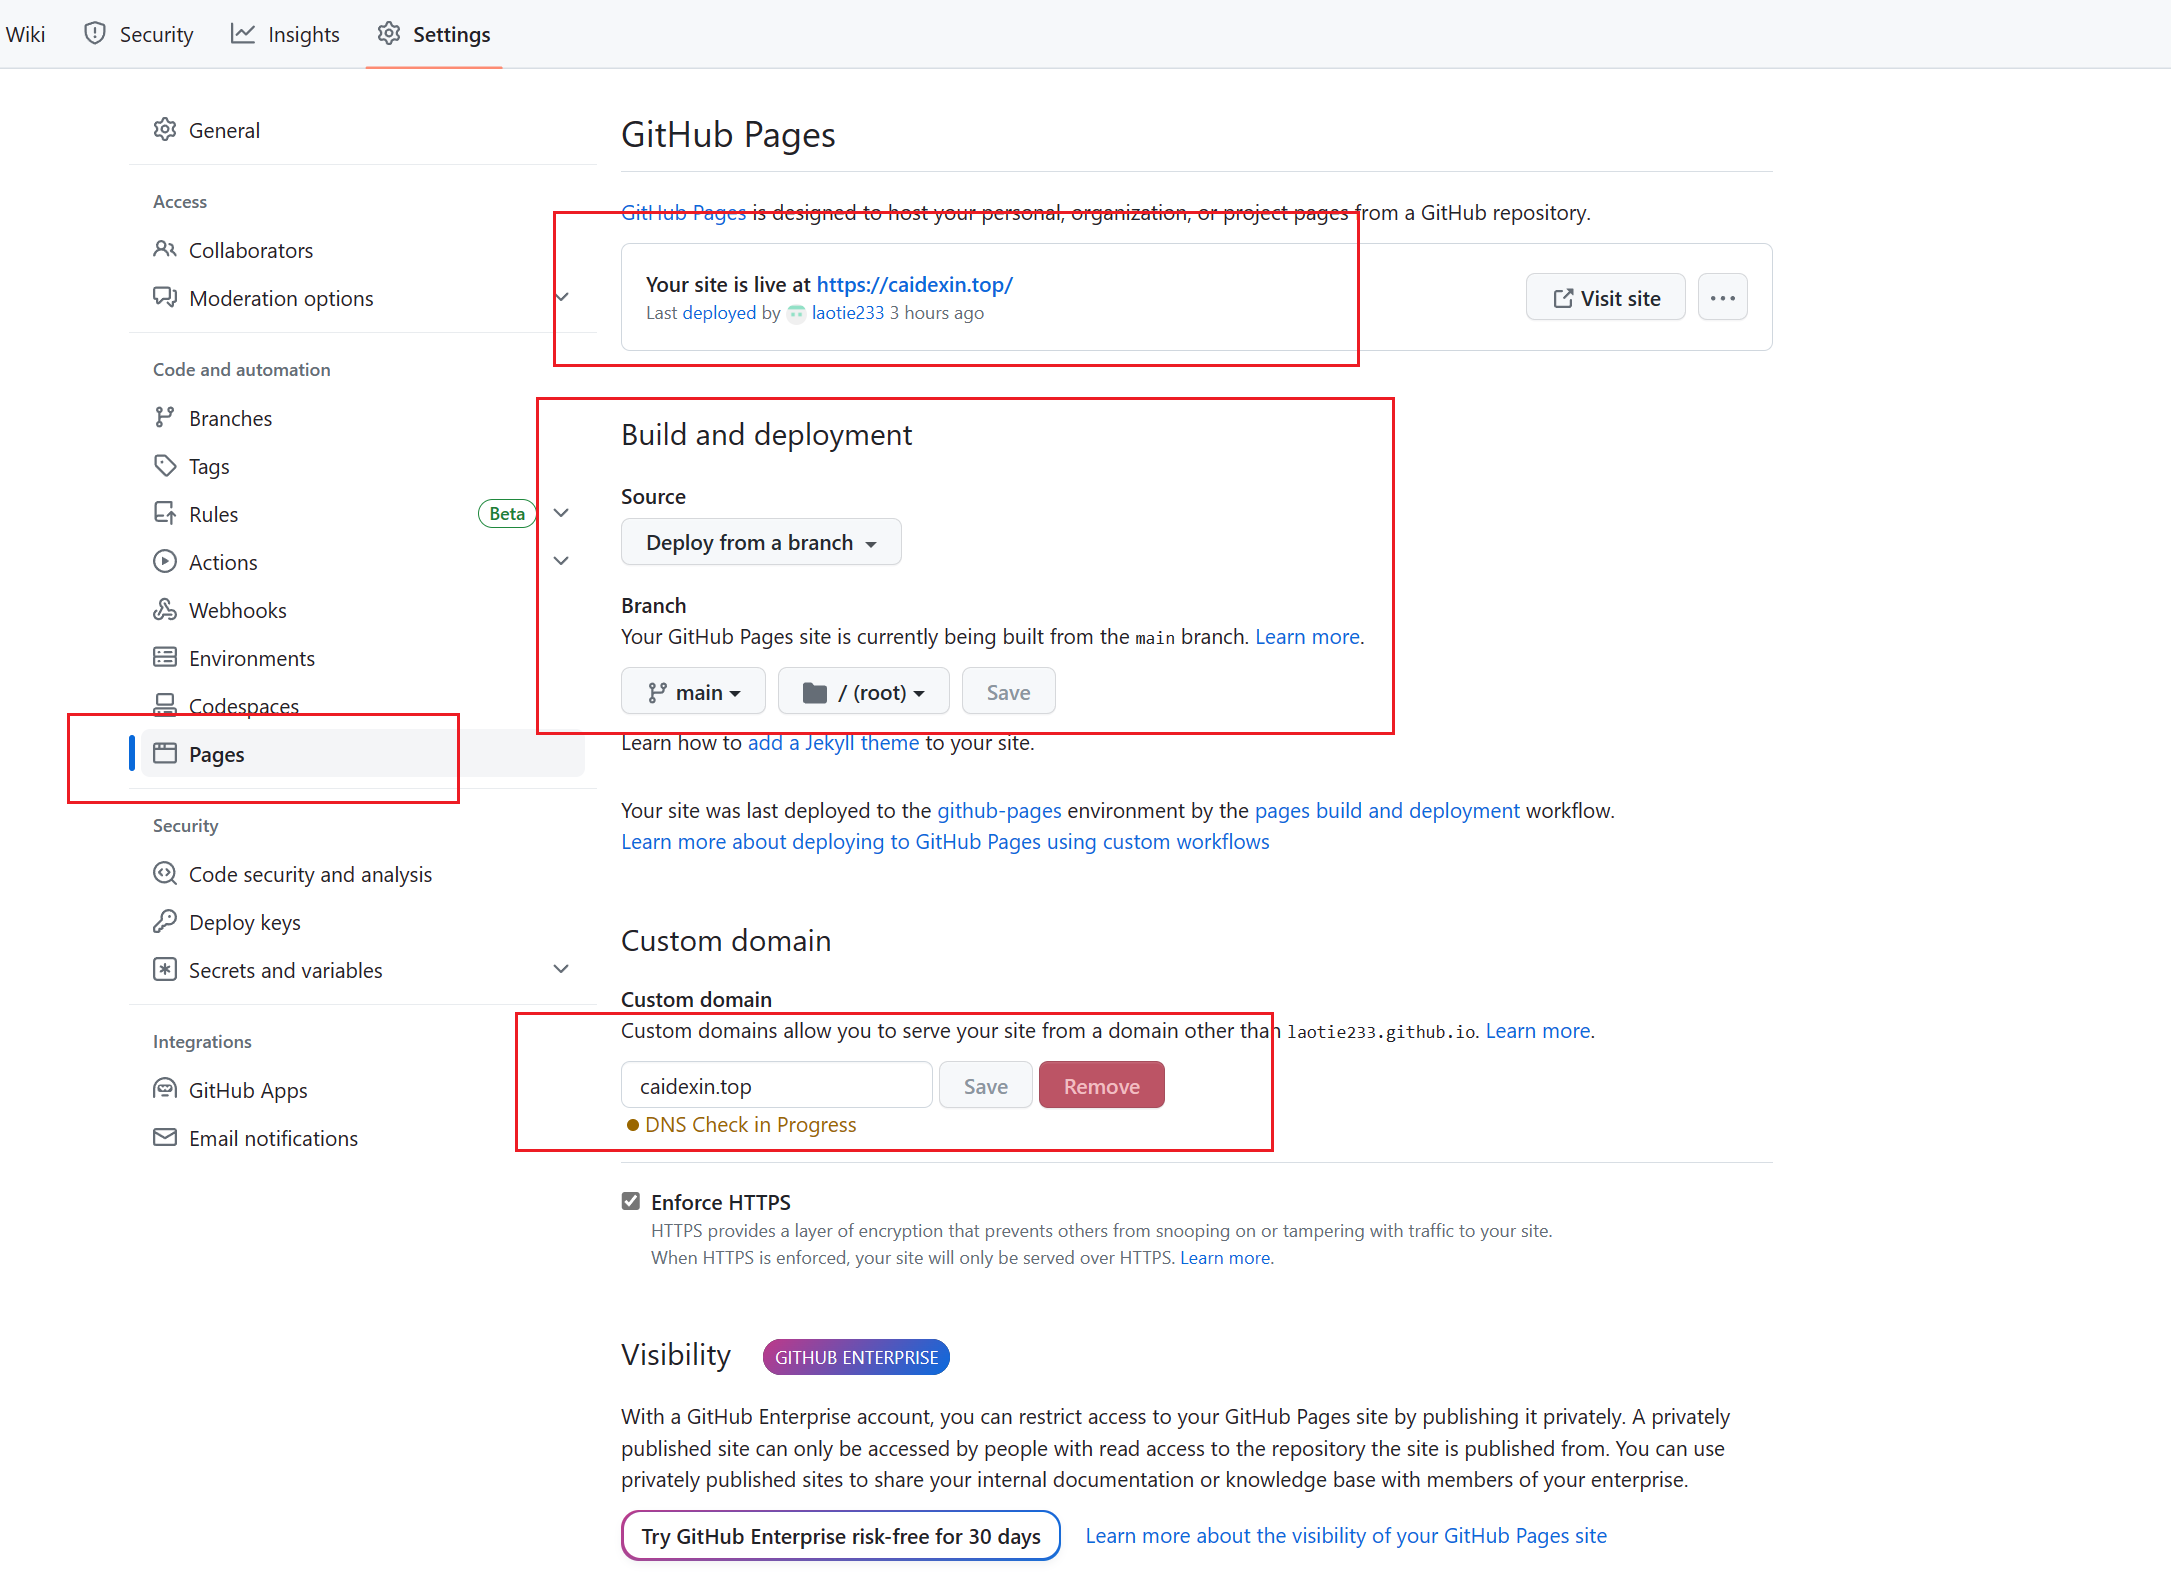 Wiki Security Insights Settings
General
Access
Collaborators
Moderation options
Code and automation
Branches
Tags
Rules Beta
Actions
Webhooks
Environments
Codespaces
Pages
Security
Code security and analysis
Deploy keys
Secrets and variables
Integrations
GitHub Apps
Email notifications
GitHub Pages
GitHub Pages is designed to host your personal, organization, or project pages from a GitHub repository.
Your site is live at https://caidexin.top/
Last deployed by laotie233 3 hours ago
Visit site
Build and deployment
Source
Deploy from a branch
Branch
Your GitHub Pages site is currently being built from the main branch. Learn more.
main / (root) Save
Learn how to add a Jekyll theme to your site.
Your site was last deployed to the github-pages environment by the pages build and deployment workflow.
Learn more about deploying to GitHub Pages using custom workflows
Custom domain
Custom domain
Custom domains allow you to serve your site from a domain other than laotie233.github.io. Learn more.
caidexin.top Save Remove
DNS Check in Progress
Enforce HTTPS
HTTPS provides a layer of encryption that prevents others from snooping on or tampering with traffic to your site.
When HTTPS is enforced, your site will only be served over HTTPS. Learn more.
Visibility GITHUB ENTERPRISE
With a GitHub Enterprise account, you can restrict access to your GitHub Pages site by publishing it privately. A privately
published site can only be accessed by people with read access to the repository the site is published from. You can use
privately published sites to share your internal documentation or knowledge base with members of your enterprise.
Try GitHub Enterprise risk-free for 30 days Learn more about the visibility of your GitHub Pages site